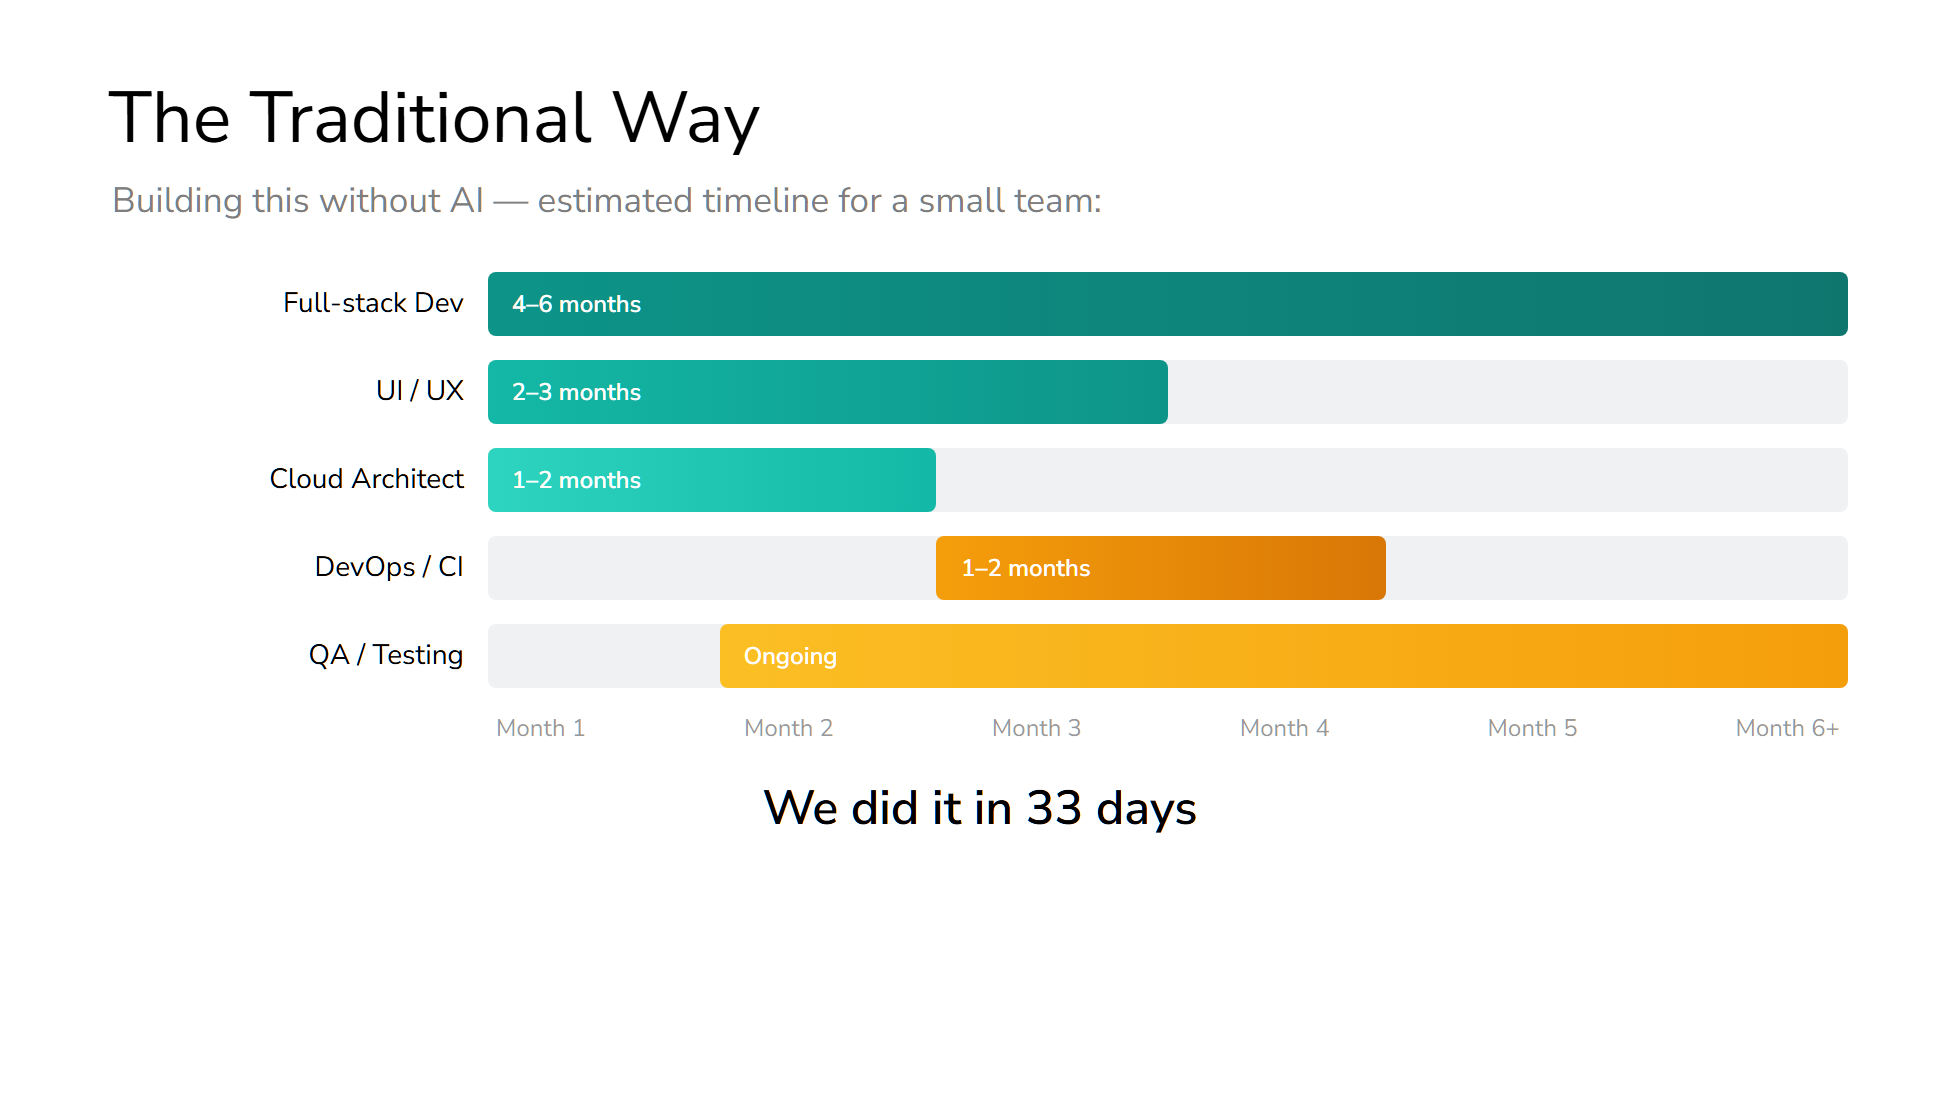 The Traditional Way
Building this without AI — estimated timeline for a small team:
Full-stack Dev
4–6 months
UI / UX
2–3 months
Cloud Architect
1–2 months
DevOps / CI
1–2 months
QA / Testing
Ongoing
Month 1 Month 2 Month 3 Month 4 Month 5 Month 6+
We did it in 33 days